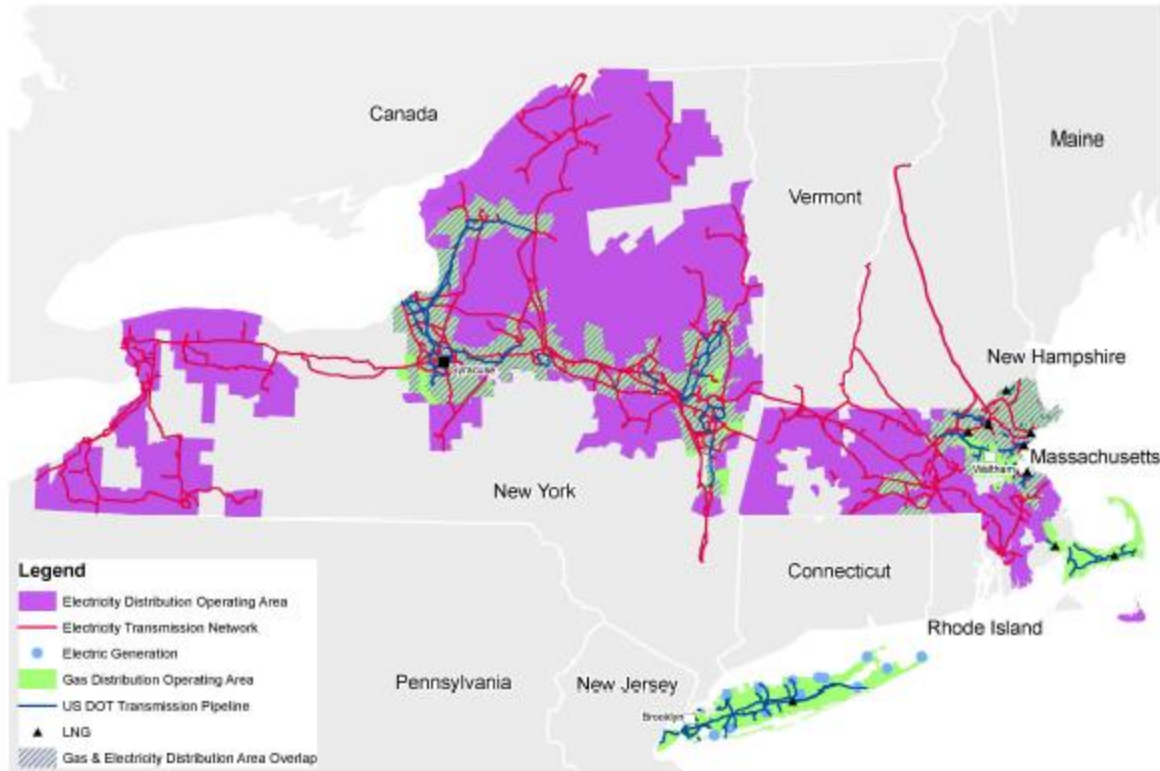 Canada
Maine
Vermont
New Hampshire
Syracuse
Massachusetts
Waltham
New York
Connecticut
Rhode Island
Pennsylvania
New Jersey
Brooklyn
Legend
Electricity Distribution Operating Area
Electricity Transmission Network
Electric Generation
Gas Distribution Operating Area
US DOT Transmission Pipeline
LNG
Gas & Electricity Distribution Area Overlap